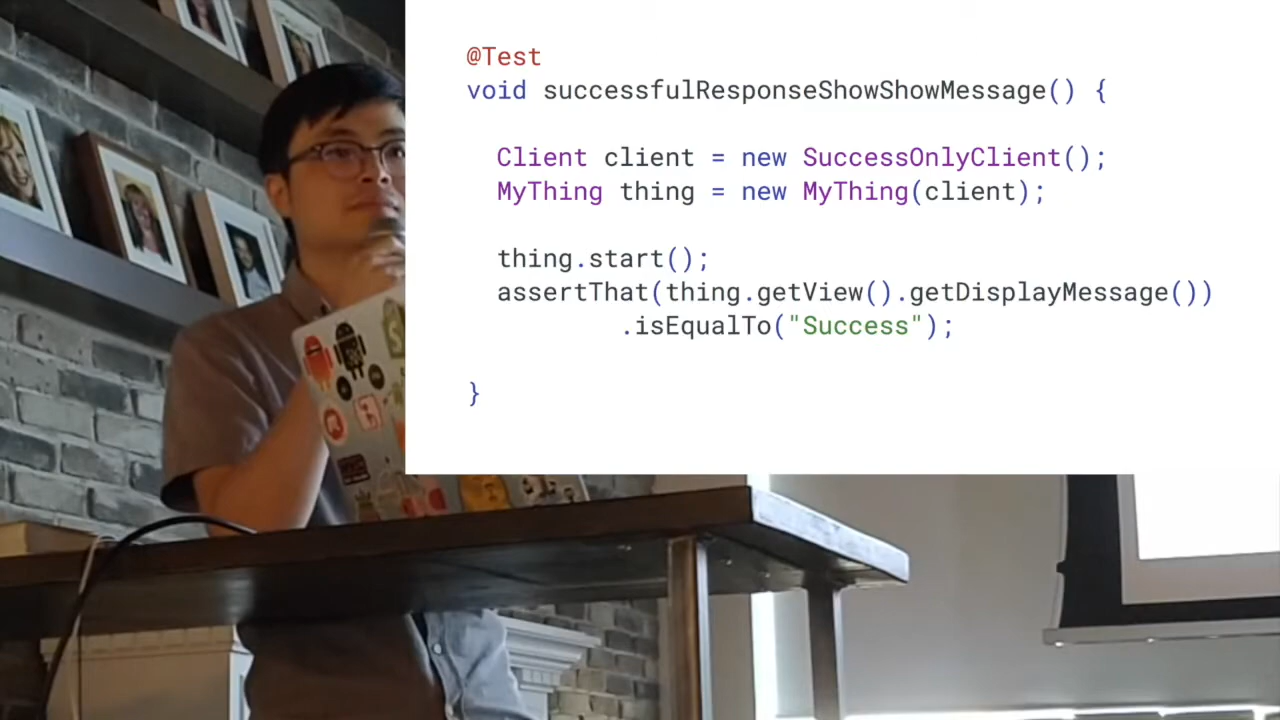 @Test
void successfulResponseShowShowMessage() {
Client client = new SuccessOnlyClient();
MyThing thing = new MyThing(client);
thing.start();
assertThat(thing.getView().getDisplayMessage())
.isEqualTo("Success");
}